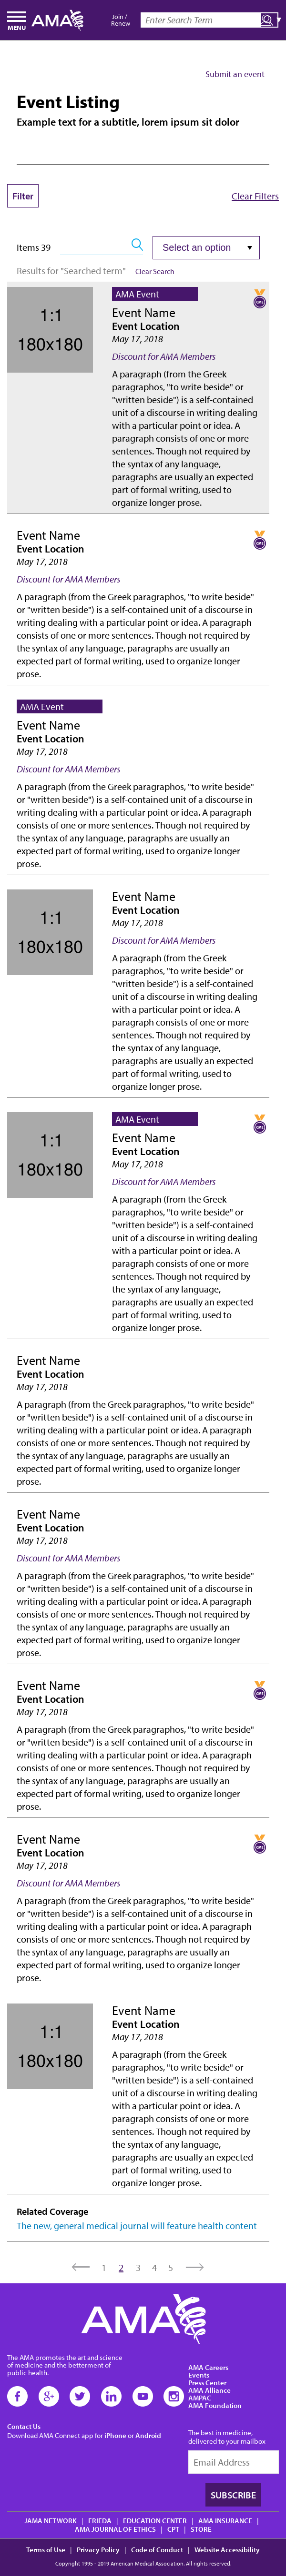 MENU
AMA
Join /
Renew
Enter Search Term
Submit an event
Event Listing
Example text for a subtitle, lorem ipsum sit dolor
Filter
Clear Filters
Items 39
Select an option
Results for "Searched term"
Clear Search
1:1
180x180
AMA Event
CME
Event Name
Event Location
May 17, 2018
Discount for AMA Members
A paragraph (from the Greek
paragraphos, "to write beside" or
"written beside") is a self-contained
unit of a discourse in writing dealing
with a particular point or idea. A
paragraph consists of one or more
sentences. Though not required by
the syntax of any language,
paragraphs are usually an expected
part of formal writing, used to
organize longer prose.
Event Name
CME
Event Location
May 17, 2018
Discount for AMA Members
A paragraph (from the Greek paragraphos, "to write beside"
or "written beside") is a self-contained unit of a discourse in
writing dealing with a particular point or idea. A paragraph
consists of one or more sentences. Though not required by
the syntax of any language, paragraphs are usually an
expected part of formal writing, used to organize longer
prose.
AMA Event
Event Name
Event Location
May 17, 2018
Discount for AMA Members
A paragraph (from the Greek paragraphos, "to write beside"
or "written beside") is a self-contained unit of a discourse in
writing dealing with a particular point or idea. A paragraph
consists of one or more sentences. Though not required by
the syntax of any language, paragraphs are usually an
expected part of formal writing, used to organize longer
prose.
1:1
180x180
Event Name
Event Location
May 17, 2018
Discount for AMA Members
A paragraph (from the Greek
paragraphos, "to write beside" or
"written beside") is a self-contained
unit of a discourse in writing dealing
with a particular point or idea. A
paragraph consists of one or more
sentences. Though not required by
the syntax of any language,
paragraphs are usually an expected
part of formal writing, used to
organize longer prose.
1:1
180x180
AMA Event
CME
Event Name
Event Location
May 17, 2018
Discount for AMA Members
A paragraph (from the Greek
paragraphos, "to write beside" or
"written beside") is a self-contained
unit of a discourse in writing dealing
with a particular point or idea. A
paragraph consists of one or more
sentences. Though not required by
the syntax of any language,
paragraphs are usually an expected
part of formal writing, used to
organize longer prose.
Event Name
Event Location
May 17, 2018
A paragraph (from the Greek paragraphos, "to write beside"
or "written beside") is a self-contained unit of a discourse in
writing dealing with a particular point or idea. A paragraph
consists of one or more sentences. Though not required by
the syntax of any language, paragraphs are usually an
expected part of formal writing, used to organize longer
prose.
Event Name
Event Location
May 17, 2018
Discount for AMA Members
A paragraph (from the Greek paragraphos, "to write beside"
or "written beside") is a self-contained unit of a discourse in
writing dealing with a particular point or idea. A paragraph
consists of one or more sentences. Though not required by
the syntax of any language, paragraphs are usually an
expected part of formal writing, used to organize longer
prose.
Event Name
CME
Event Location
May 17, 2018
A paragraph (from the Greek paragraphos, "to write beside"
or "written beside") is a self-contained unit of a discourse in
writing dealing with a particular point or idea. A paragraph
consists of one or more sentences. Though not required by
the syntax of any language, paragraphs are usually an
expected part of formal writing, used to organize longer
prose.
Event Name
CME
Event Location
May 17, 2018
Discount for AMA Members
A paragraph (from the Greek paragraphos, "to write beside"
or "written beside") is a self-contained unit of a discourse in
writing dealing with a particular point or idea. A paragraph
consists of one or more sentences. Though not required by
the syntax of any language, paragraphs are usually an
expected part of formal writing, used to organize longer
prose.
1:1
180x180
Event Name
Event Location
May 17, 2018
A paragraph (from the Greek
paragraphos, "to write beside" or
"written beside") is a self-contained
unit of a discourse in writing dealing
with a particular point or idea. A
paragraph consists of one or more
sentences. Though not required by
the syntax of any language,
paragraphs are usually an expected
part of formal writing, used to
organize longer prose.
Related Coverage
The new, general medical journal will feature health content
1 2 3 4 5
AMA
The AMA promotes the art and science
of medicine and the betterment of
public health.
Contact Us
Download AMA Connect app for iPhone or Android
AMA Careers
Events
Press Center
AMA Alliance
AMPAC
AMA Foundation
The best in medicine,
delivered to your mailbox
Email Address
SUBSCRIBE
JAMA NETWORK | FRIEDA | EDUCATION CENTER | AMA INSURANCE |
AMA JOURNAL OF ETHICS | CPT | STORE
Terms of Use | Privacy Policy | Code of Conduct | Website Accessibility
Copyright 1995 - 2019 American Medical Association. All rights reserved.